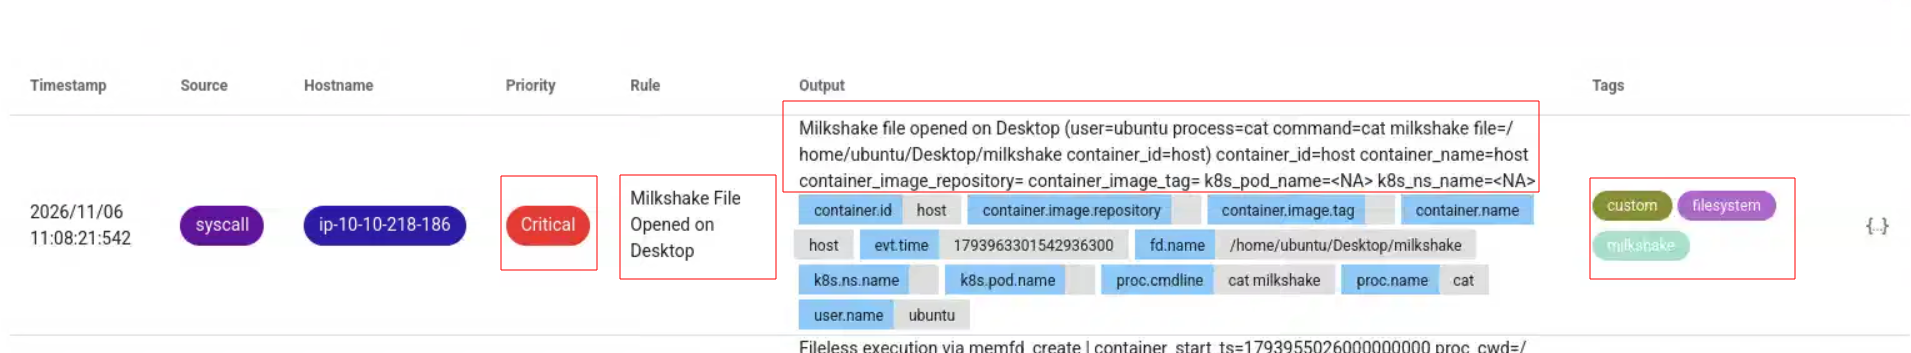 Timestamp Source Hostname Priority Rule Output Tags
Milkshake file opened on Desktop (user=ubuntu process=cat command=cat milkshake file=/
home/ubuntu/Desktop/milkshake container_id=host) container_id=host container_name=host
container_image_repository= container_image_tag= k8s_pod_name=<NA> k8s_ns_name=<NA>
2026/11/06
11:08:21:542
syscall
ip-10-10-218-186
Critical
Milkshake File
Opened on
Desktop
container.id host container.image.repository container.image.tag container.name
host evt.time 1793963301542936300 fd.name /home/ubuntu/Desktop/milkshake
k8s.ns.name k8s.pod.name proc.cmdline cat milkshake proc.name cat
user.name ubuntu
custom filesystem
milkshake
{...}
Fileless execution via memfd_create | container_start_ts=1793955026000000000 proc_cwd=/